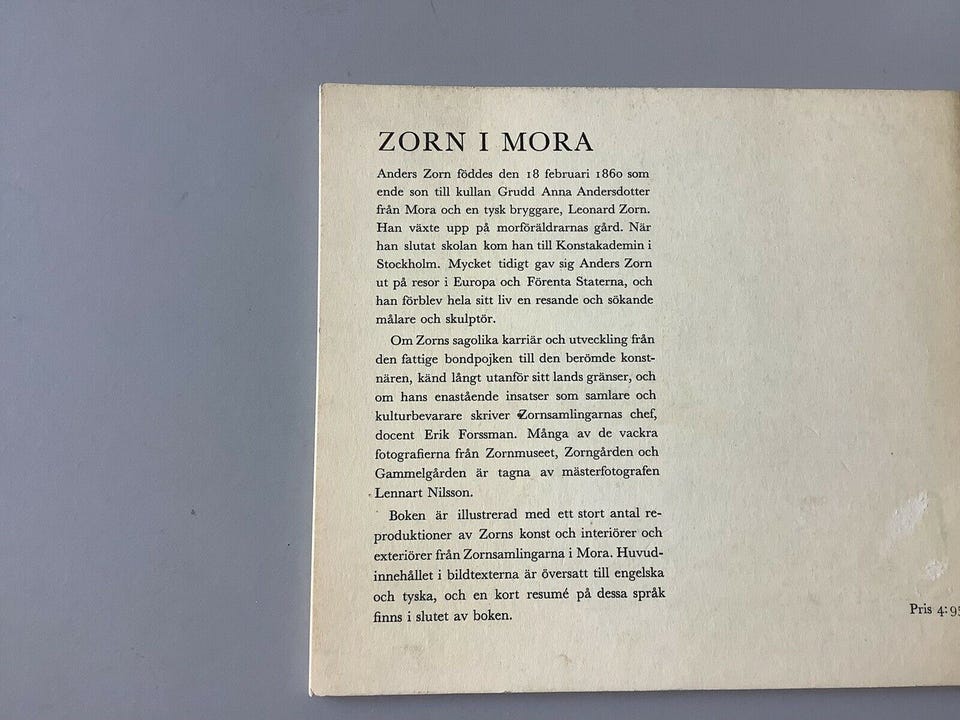 ZORN I MORA
Anders Zorn föddes den 18 februari 1860 som
ende son till kullan Grudd Anna Andersdotter
från Mora och en tysk bryggare, Leonard Zorn.
Han växte upp på morföräldrarnas gård. När
han slutat skolan kom han till Konstakademin i
Stockholm. Mycket tidigt gav sig Anders Zorn
ut på resor i Europa och Förenta Staterna, och
han förblev hela sitt liv en resande och sökande
målare och skulptör.
Om Zorns sagolika karriär och utveckling från
den fattige bondpojken till den berömde konst-
nären, känd långt utanför sitt lands gränser, och
om hans enastående insatser som samlare och
kulturbevarare skriver Zornsamlingarnas chef,
docent Erik Forssman. Många av de vackra
fotografierna från Zornmuseet, Zorngården och
Gammelgården är tagna av mästerfotografen
Lennart Nilsson.
Boken är illustrerad med ett stort antal re-
produktioner av Zorns konst och interiörer och
exteriörer från Zornsamlingarna i Mora. Huvud-
innehållet i bildtexterna är översatt till engelska
och tyska, och en kort resumé på dessa språk
finns i slutet av boken.
Pris 4:95